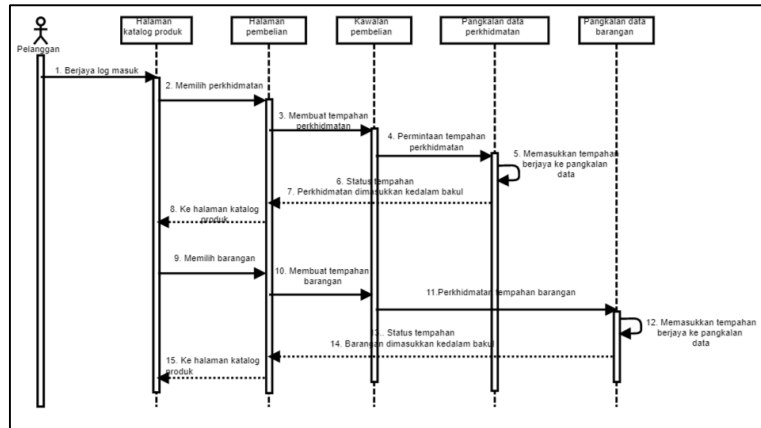 Pelanggan
Halaman
katalog produk
Halaman
pembelian
Kawalan
pembelian
Pangkalan data
perkhidmatan
Pangkalan data
barangan
1. Berjaya log masuk
2. Memilih perkhidmatan
3. Membuat tempahan
perkhidmatan
4. Permintaan tempahan
perkhidmatan
5. Memasukkan tempahan
berjaya ke pangkalan
data
6. Status tempahan
7. Perkhidmatan dimasukkan kedalam bakul
8. Ke halaman katalog
produk
9. Memilih barangan
10. Membuat tempahan
barangan
11.Perkhidmatan tempahan barangan
12. Memasukkan tempahan
berjaya ke pangkalan
data
13.. Status tempahan
14. Barangan dimasukkan kedalam bakul
15. Ke halaman katalog
produk